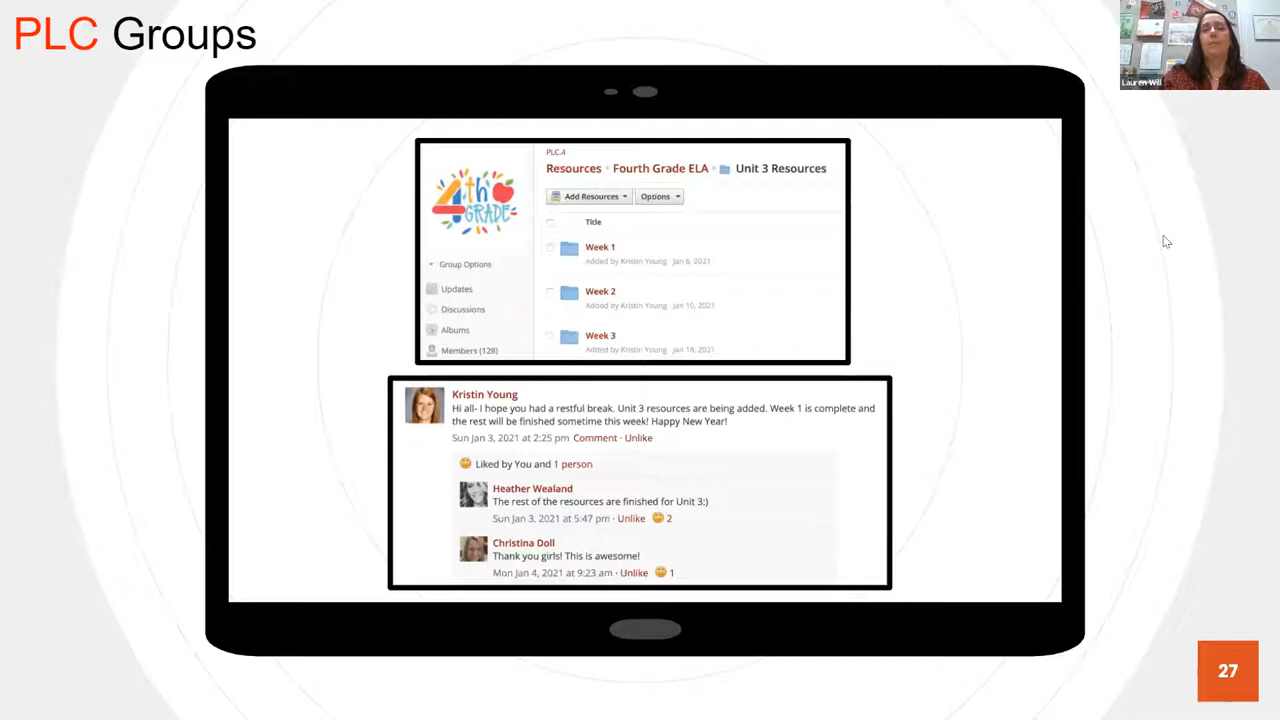 PLC Groups
Lauren Wil
PLC.4
Resources Fourth Grade ELA Unit 3 Resources
4th GRADE
Add Resources Options
Title
Week 1
Added by Kristin Young · Jan 6, 2021
Group Options
Updates
Week 2
Added by Kristin Young · Jan 10, 2021
Discussions
Albums
Week 3
Members (128)
Added by Kristin Young · Jan 18, 2021
Kristin Young
Hi all- I hope you had a restful break. Unit 3 resources are being added. Week 1 is complete and
the rest will be finished sometime this week! Happy New Year!
Sun Jan 3, 2021 at 2:25 pm Comment · Unlike
Liked by You and 1 person
Heather Wealand
The rest of the resources are finished for Unit 3:)
Sun Jan 3, 2021 at 5:47 pm · Unlike 2
Christina Doll
Thank you girls! This is awesome!
Mon Jan 4, 2021 at 9:23 am · Unlike 1
27